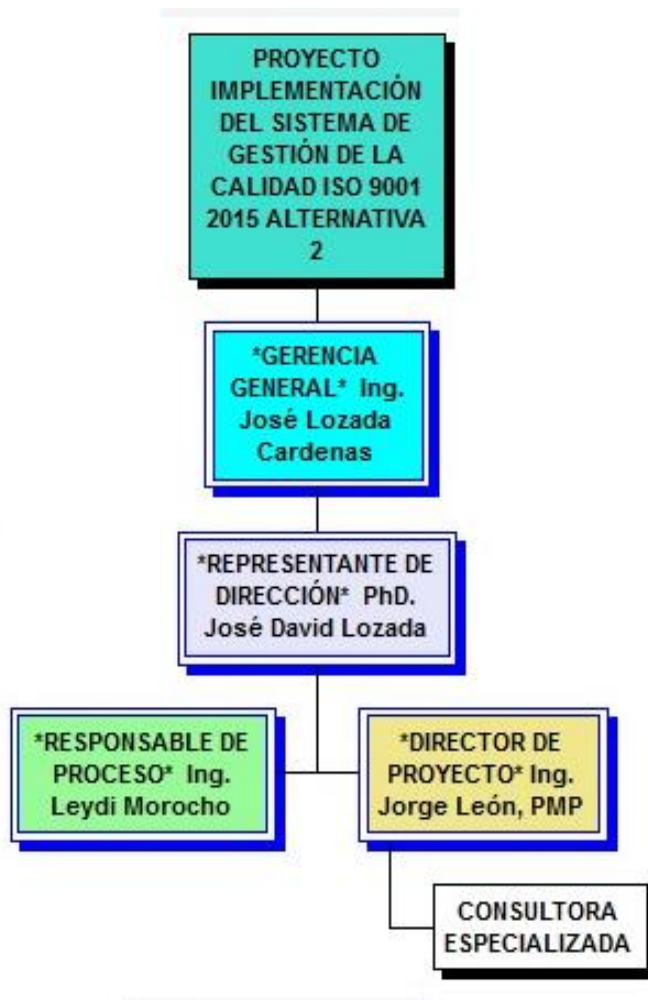 PROYECTO
IMPLEMENTACIÓN
DEL SISTEMA DE
GESTIÓN DE LA
CALIDAD ISO 9001
2015 ALTERNATIVA
2
*GERENCIA
GENERAL* Ing.
José Lozada
Cardenas
*REPRESENTANTE DE
DIRECCIÓN* PhD.
José David Lozada
*RESPONSABLE DE
PROCESO* Ing.
Leydi Morocho
*DIRECTOR DE
PROYECTO* Ing.
Jorge León, PMP
CONSULTORA
ESPECIALIZADA